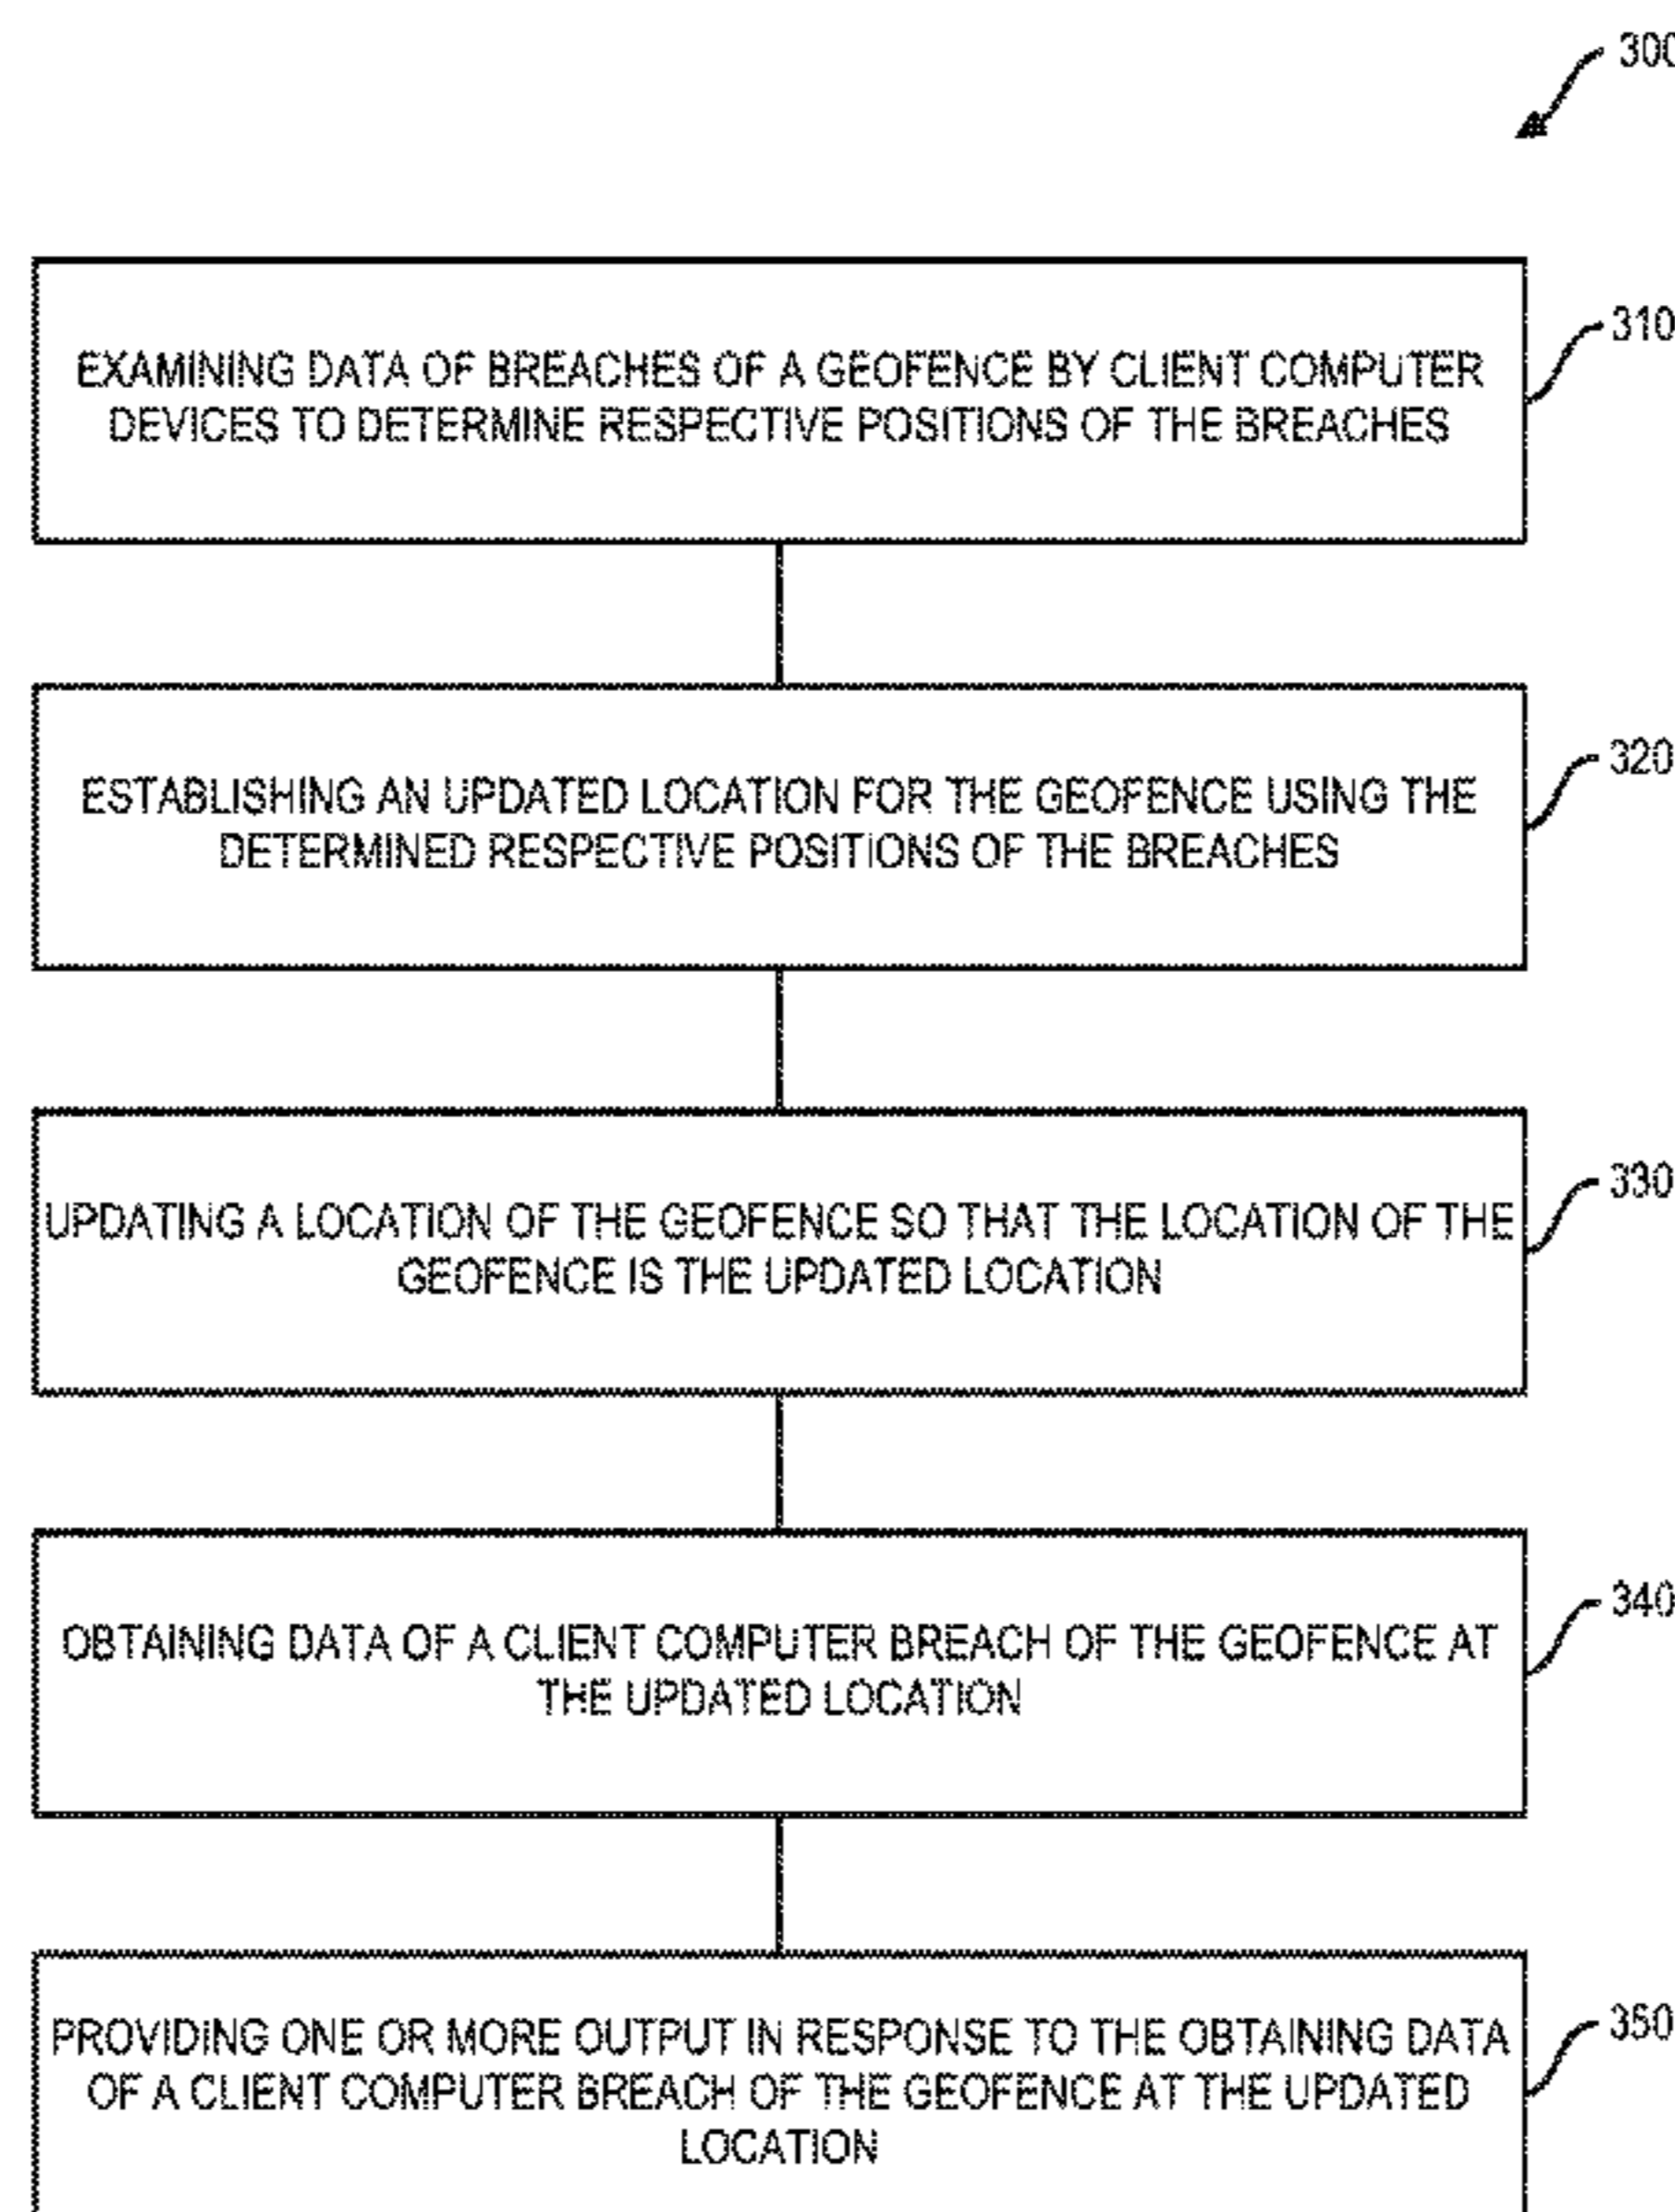 300
EXAMINING DATA OF BREACHES OF A GEOFENCE BY CLIENT COMPUTER
DEVICES TO DETERMINE RESPECTIVE POSITIONS OF THE BREACHES
310
ESTABLISHING AN UPDATED LOCATION FOR THE GEOFENCE USING THE
DETERMINED RESPECTIVE POSITIONS OF THE BREACHES
320
UPDATING A LOCATION OF THE GEOFENCE SO THAT THE LOCATION OF THE
GEOFENCE IS THE UPDATED LOCATION
330
OBTAINING DATA OF A CLIENT COMPUTER BREACH OF THE GEOFENCE AT
THE UPDATED LOCATION
340
PROVIDING ONE OR MORE OUTPUT IN RESPONSE TO THE OBTAINING DATA
OF A CLIENT COMPUTER BREACH OF THE GEOFENCE AT THE UPDATED
LOCATION
350